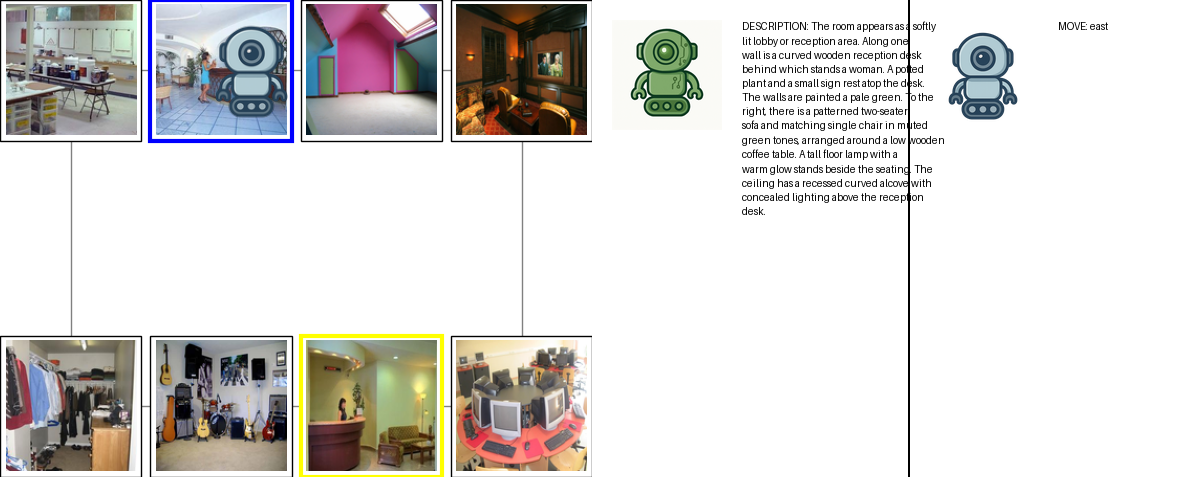 DESCRIPTION: The room appears as a softly
lit lobby or reception area. Along one
wall is a curved wooden reception desk
behind which stands a woman. A potted
plant and a small sign rest atop the desk.
The walls are painted a pale green. To the
right, there is a patterned two-seater
sofa and matching single chair in muted
green tones, arranged around a low wooden
coffee table. A tall floor lamp with a
warm glow stands beside the seating. The
ceiling has a recessed curved alcove with
concealed lighting above the reception
desk.
MOVE: east